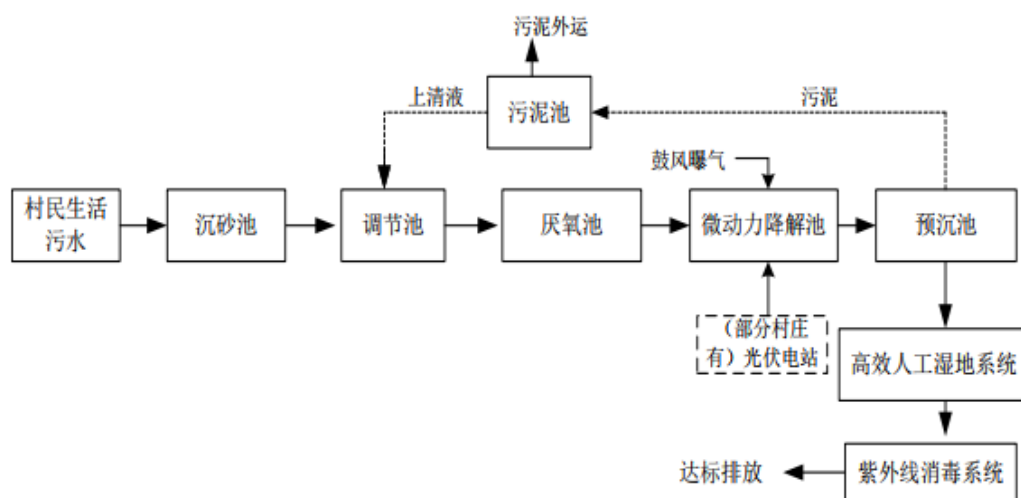 污泥外运
上清液
污泥池
污泥
鼓风曝气
村民生活
污水
沉砂池
调节池
厌氧池
微动力降解池
预沉池
（部分村庄
有）光伏电站
高效人工湿地系统
达标排放
紫外线消毒系统